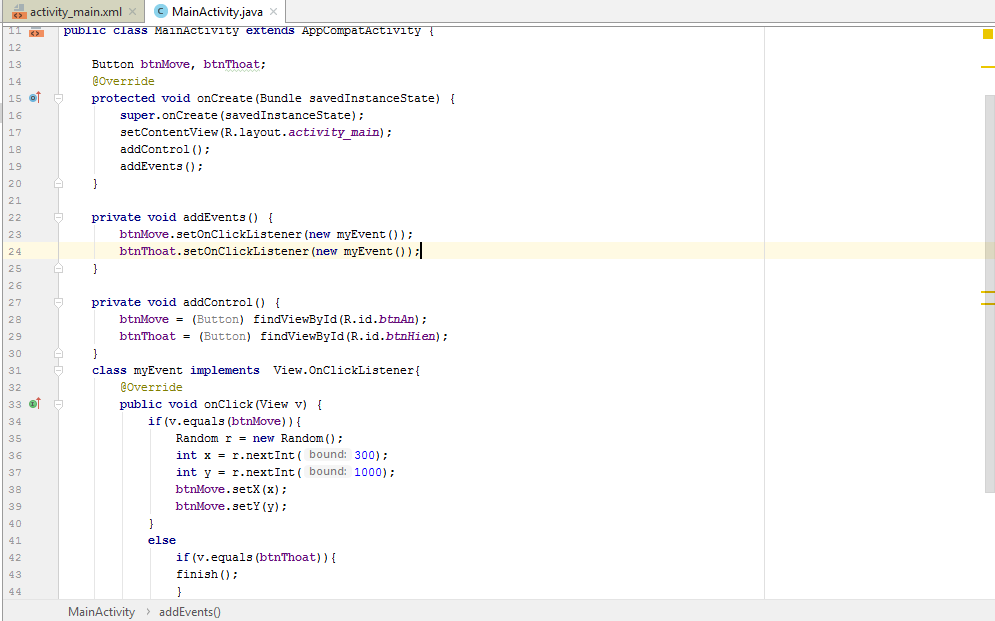 activity_main.xml × MainActivity.java ×
11 public class MainActivity extends AppCompatActivity {
12
13 Button btnMove, btnThoat;
14 @Override
15 protected void onCreate(Bundle savedInstanceState) {
16 super.onCreate(savedInstanceState);
17 setContentView(R.layout.activity_main);
18 addControl();
19 addEvents();
20 }
21
22 private void addEvents() {
23 btnMove.setOnClickListener(new myEvent());
24 btnThoat.setOnClickListener(new myEvent());
25 }
26
27 private void addControl() {
28 btnMove = (Button) findViewById(R.id.btnAn);
29 btnThoat = (Button) findViewById(R.id.btnHien);
30 }
31 class myEvent implements  View.OnClickListener{
32 @Override
33 public void onClick(View v) {
34 if(v.equals(btnMove)){
35 Random r = new Random();
36 int x = r.nextInt( bound: 300);
37 int y = r.nextInt( bound: 1000);
38 btnMove.setX(x);
39 btnMove.setY(y);
40 }
41 else
42 if(v.equals(btnThoat)){
43 finish();
44 }
MainActivity › addEvents()